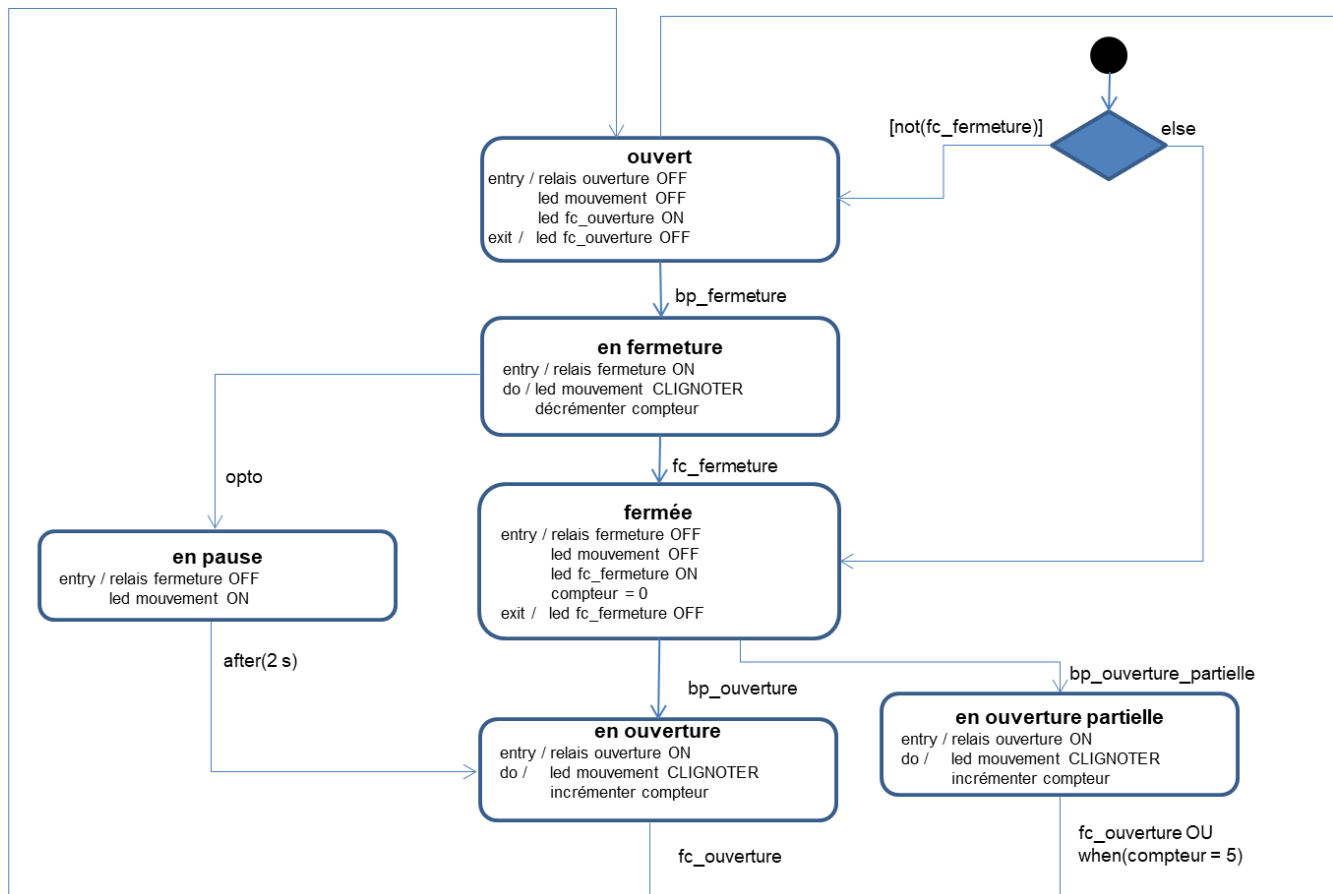 [not(fc_fermeture)]
else
ouvert
entry / relais ouverture OFF
led mouvement OFF
led fc_ouverture ON
exit / led fc_ouverture OFF
bp_fermeture
en fermeture
entry / relais fermeture ON
do / led mouvement CLIGNOTER
décrémenter compteur
opto
fc_fermeture
fermée
entry / relais fermeture OFF
led mouvement OFF
led fc_fermeture ON
compteur = 0
exit / led fc_fermeture OFF
en pause
entry / relais fermeture OFF
led mouvement ON
after(2 s)
bp_ouverture
bp_ouverture_partielle
en ouverture
entry / relais ouverture ON
do / led mouvement CLIGNOTER
incrémenter compteur
en ouverture partielle
entry / relais ouverture ON
do / led mouvement CLIGNOTER
incrémenter compteur
fc_ouverture
fc_ouverture OU
when(compteur = 5)